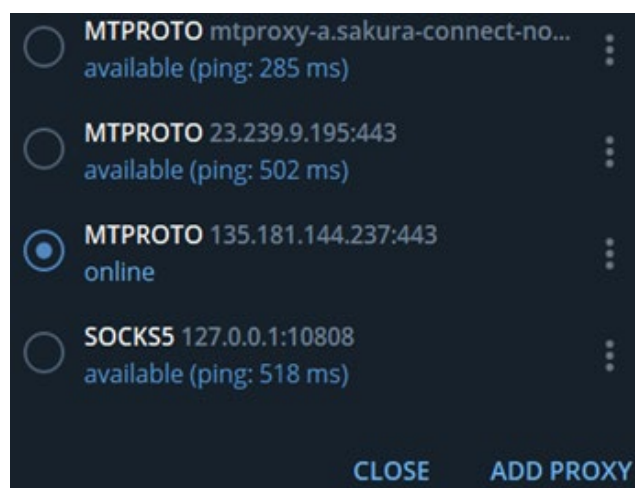 MTPROTO mtproxy-a.sakura-connect-no...
available (ping: 285 ms)
MTPROTO 23.239.9.195:443
available (ping: 502 ms)
MTPROTO 135.181.144.237:443
online
SOCKS5 127.0.0.1:10808
available (ping: 518 ms)
CLOSE ADD PROXY